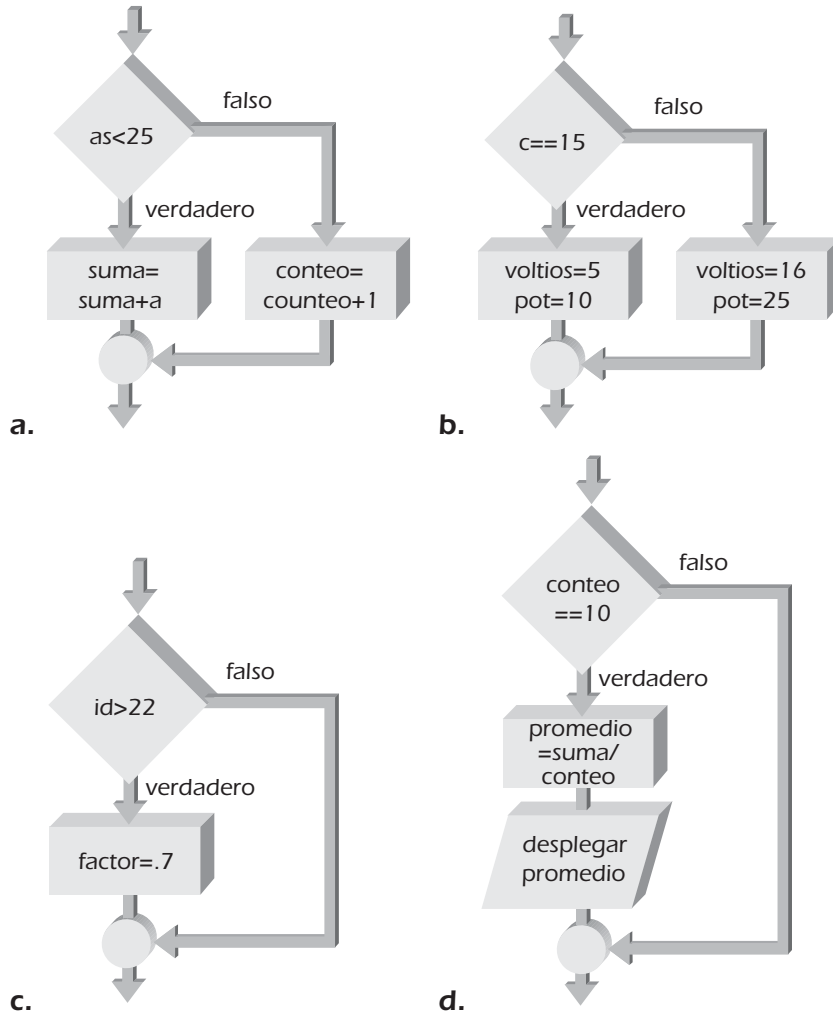 as<25
falso
verdadero
suma=
suma+a
conteo=
counteo+1
a.
c==15
falso
verdadero
voltios=5
pot=10
voltios=16
pot=25
b.
id>22
falso
verdadero
factor=.7
c.
conteo
==10
falso
verdadero
promedio
=suma/
conteo
desplegar
promedio
d.